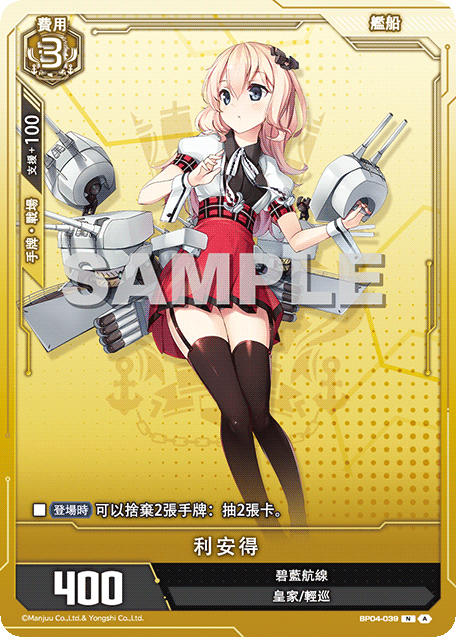 費用
3
艦船
支援+100
手牌・戰場
SAMPLE
■ 登場時 可以捨棄2張手牌：抽2張卡。
利安得
400
碧藍航線
皇家/輕巡
©Manjuu Co.,Ltd.& Yongshi Co.,Ltd.
BP04-039 N A